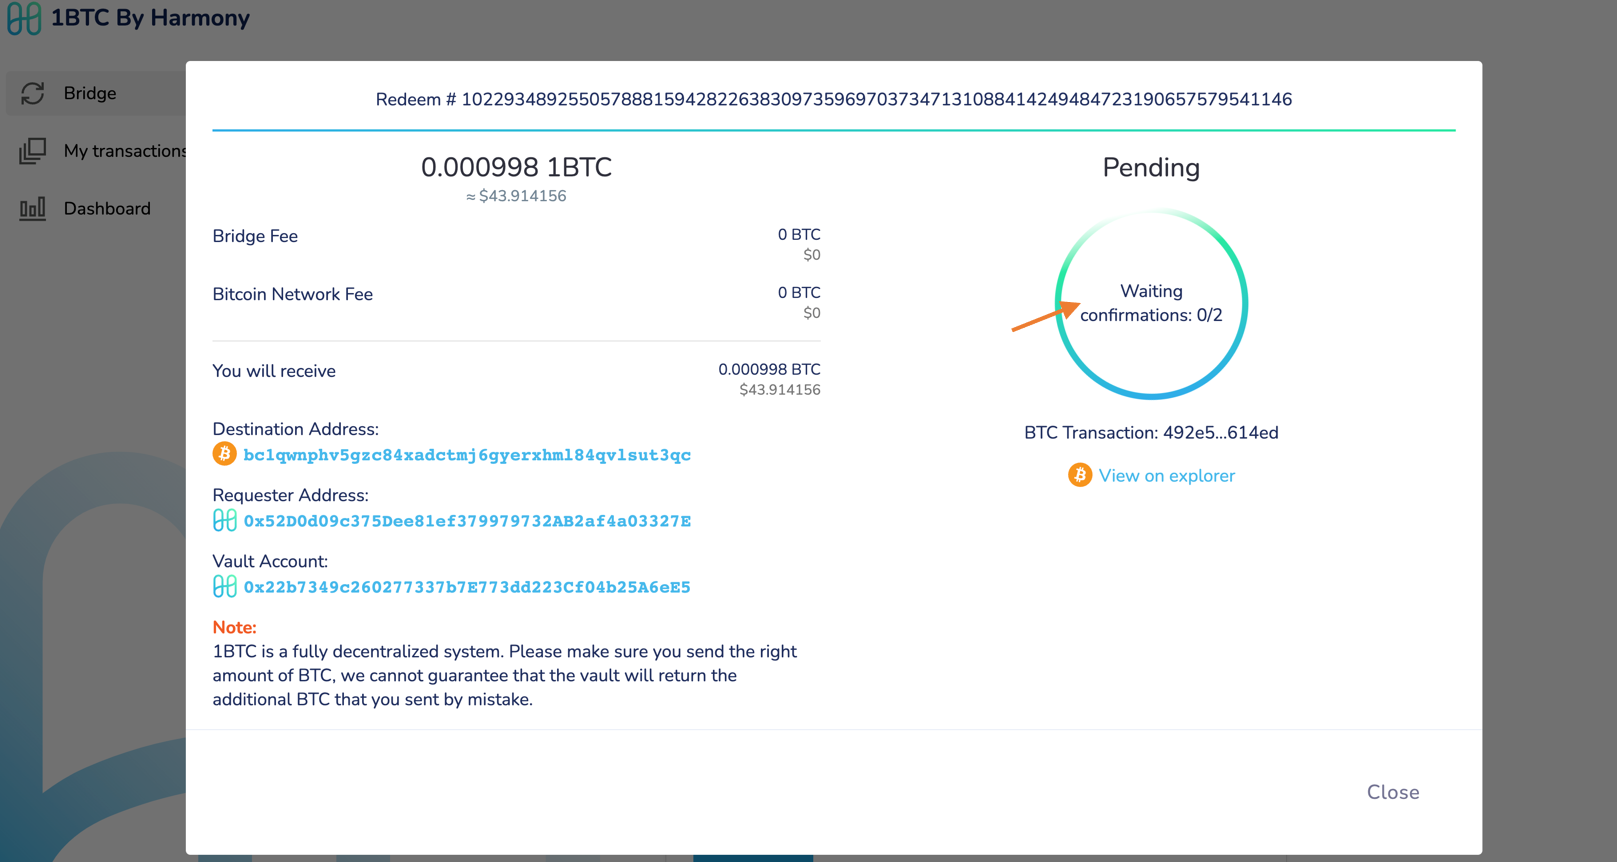 1BTC By Harmony
Bridge
My transactions
Dashboard
Redeem # 102293489255057888159428226383097359697037347131088414249484723190657579541146
0.000998 1BTC
≈ $43.914156
Bridge Fee
0 BTC
$0
Bitcoin Network Fee
0 BTC
$0
You will receive
0.000998 BTC
$43.914156
Destination Address:
bc1qwnphv5gzc84xadctmj6gyerxhml84qvlsut3qc
Requester Address:
0x52D0d09c375Dee81ef379979732AB2af4a03327E
Vault Account:
0x22b7349c260277337b7E773dd223Cf04b25A6eE5
Note:
1BTC is a fully decentralized system. Please make sure you send the right
amount of BTC, we cannot guarantee that the vault will return the
additional BTC that you sent by mistake.
Pending
Waiting
confirmations: 0/2
BTC Transaction: 492e5...614ed
View on explorer
Close